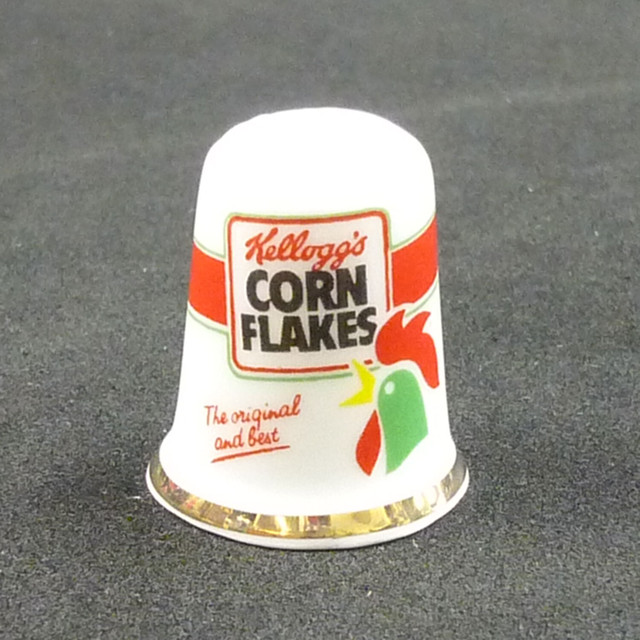 Kellogg's
CORN
FLAKES
The original
and best